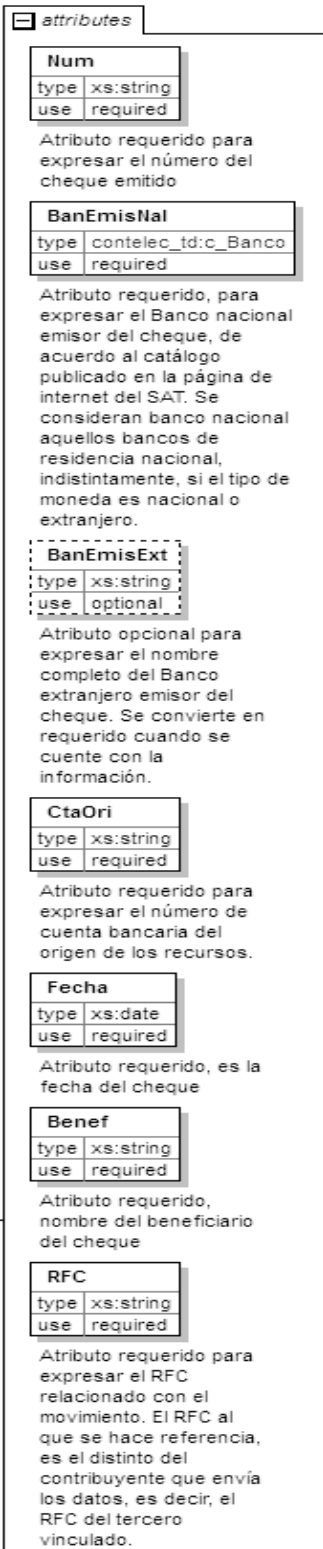 attributes
Num
type xs:string
use required
Atributo requerido para
expresar el número del
cheque emitido
BanEmisNal
type contelec_td:c_Banco
use required
Atributo requerido, para
expresar el Banco nacional
emisor del cheque, de
acuerdo al catálogo
publicado en la página de
internet del SAT. Se
consideran banco nacional
aquellos bancos de
residencia nacional,
indistintamente, si el tipo de
moneda es nacional o
extranjero.
BanEmisExt
type xs:string
use optional
Atributo opcional para
expresar el nombre
completo del Banco
extranjero emisor del
cheque. Se convierte en
requerido cuando se
cuente con la
información.
CtaOri
type xs:string
use required
Atributo requerido para
expresar el número de
cuenta bancaria del
origen de los recursos.
Fecha
type xs:date
use required
Atributo requerido, es la
fecha del cheque
Benef
type xs:string
use required
Atributo requerido,
nombre del beneficiario
del cheque
RFC
type xs:string
use required
Atributo requerido para
expresar el RFC
relacionado con el
movimiento. El RFC al
que se hace referencia,
es el distinto del
contribuyente que envía
los datos, es decir, el
RFC del tercero
vinculado.